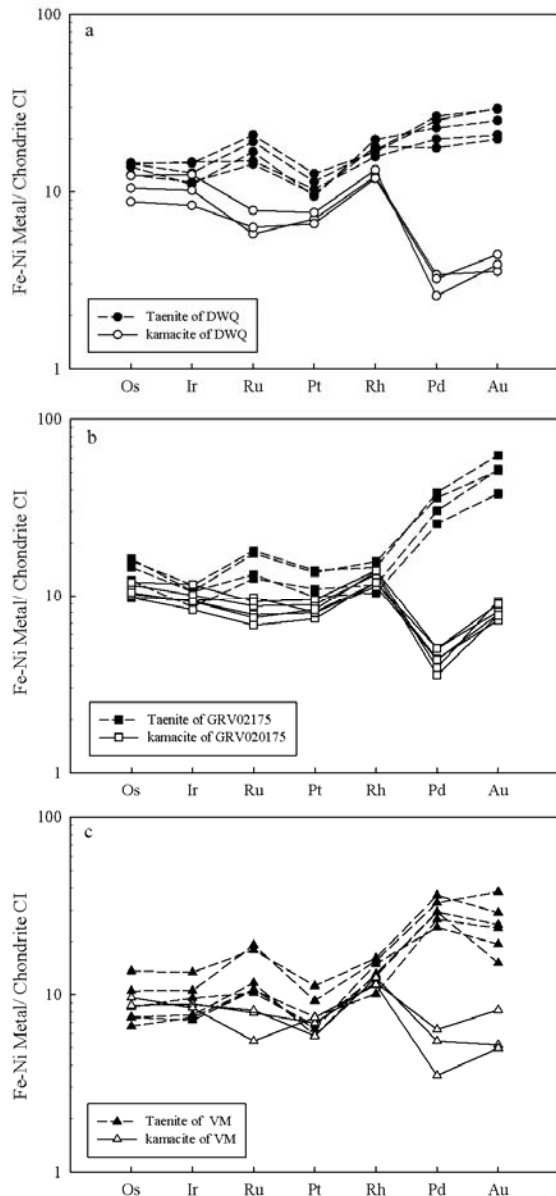 100
a
10
1
Fe-Ni Metal/ Chondrite CI
Taenite of DWQ
kamacite of DWQ
Os Ir Ru Pt Rh Pd Au
100
b
10
1
Fe-Ni Metal/ Chondrite CI
Taenite of GRV02175
kamacite of GRV020175
Os Ir Ru Pt Rh Pd Au
100
c
10
1
Fe-Ni Metal/ Chondrite CI
Taenite of VM
kamacite of VM
Os Ir Ru Pt Rh Pd Au